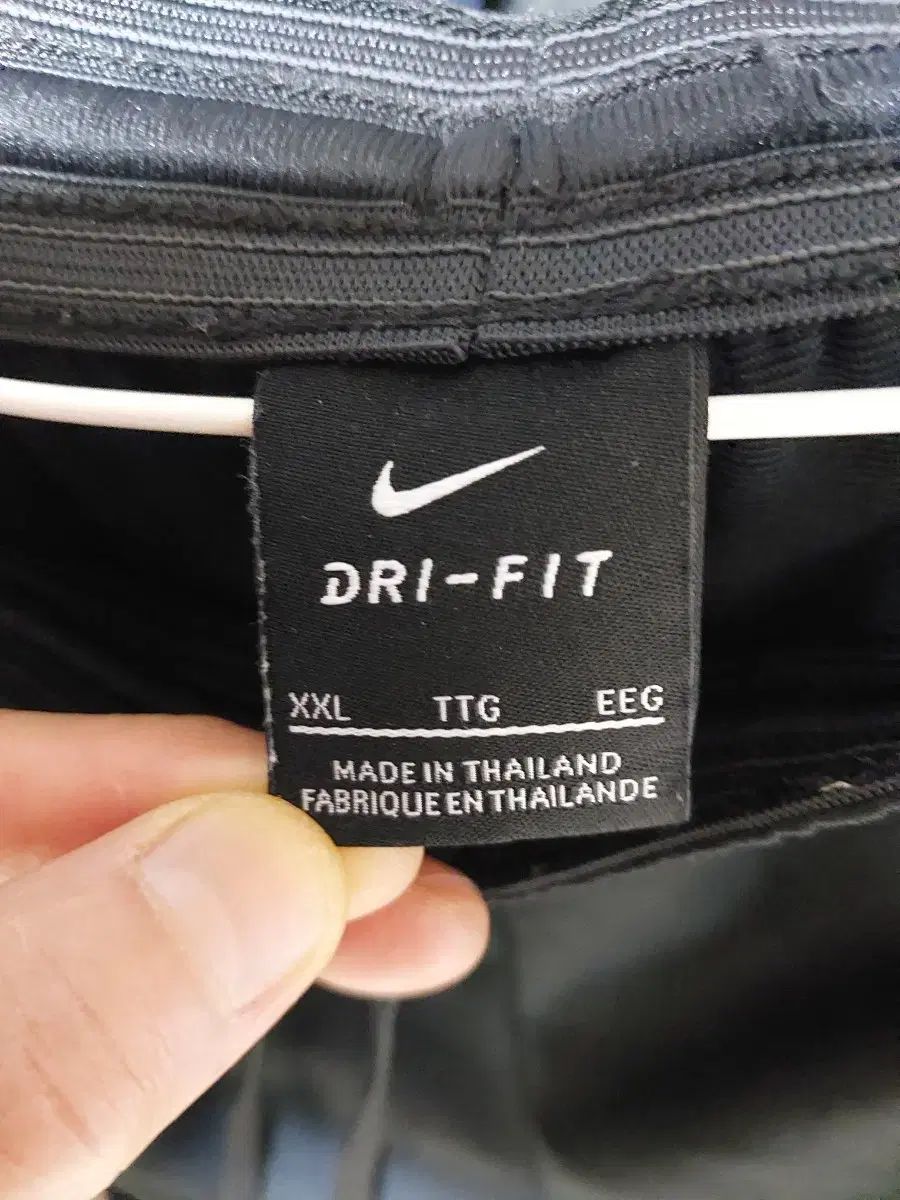 DRI-FIT
XXL TTG EEG
MADE IN THAILAND
FABRIQUE EN THAILANDE